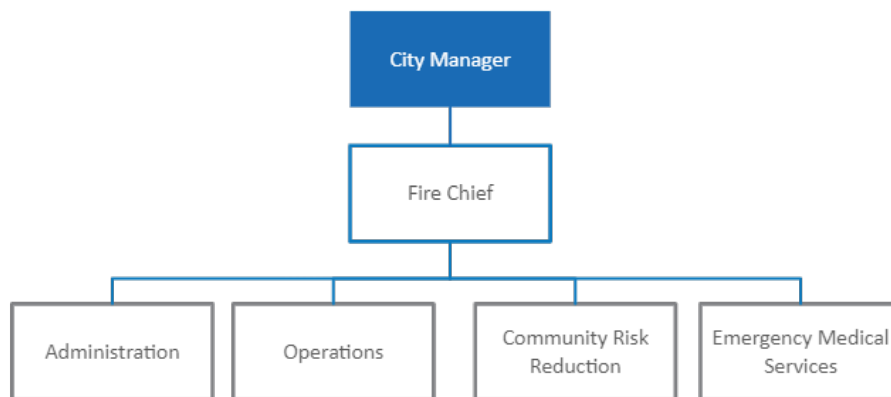 City Manager
Fire Chief
Administration
Operations
Community Risk
Reduction
Emergency Medical
Services